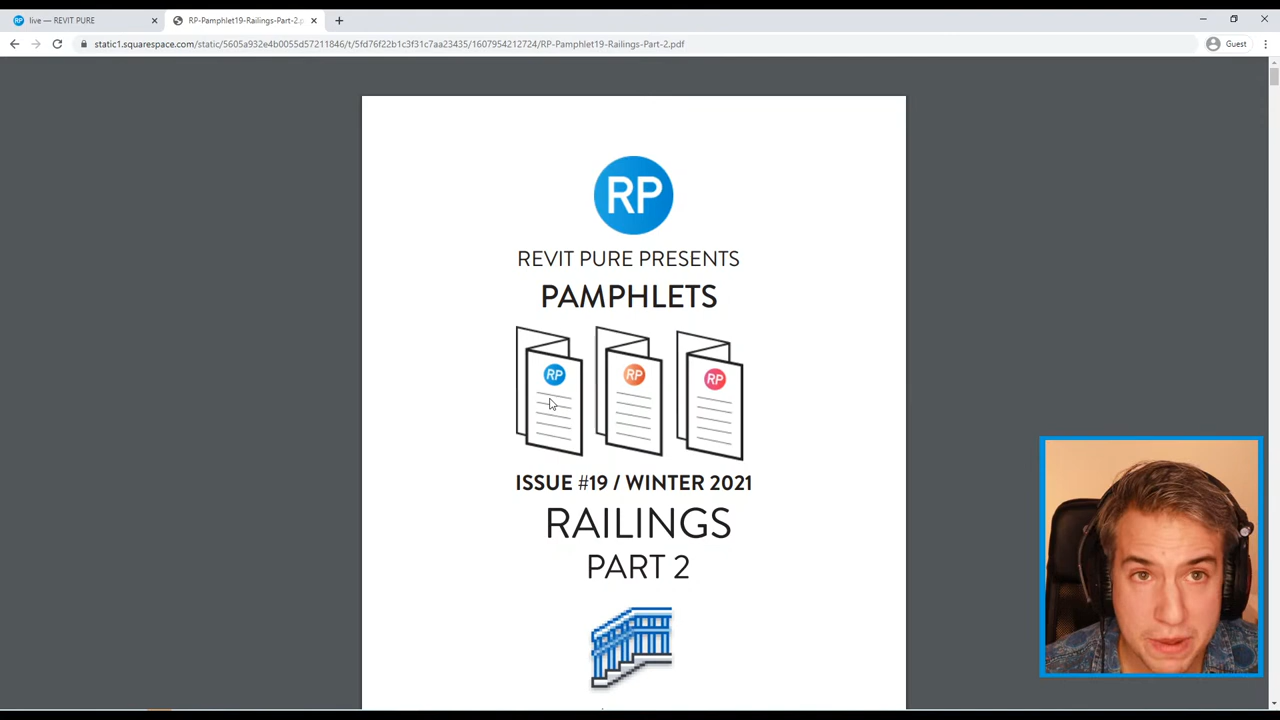 live — REVIT PURE
RP-Pamphlet19-Railings-Part-2.p
Guest
static1.squarespace.com/static/5605a932e4b0055d57211846/t/5fd76f22b1c3f31c7aa23435/1607954212724/RP-Pamphlet19-Railings-Part-2.pdf
RP
REVIT PURE PRESENTS
PAMPHLETS
RP RP RP
ISSUE #19 / WINTER 2021
RAILINGS
PART 2